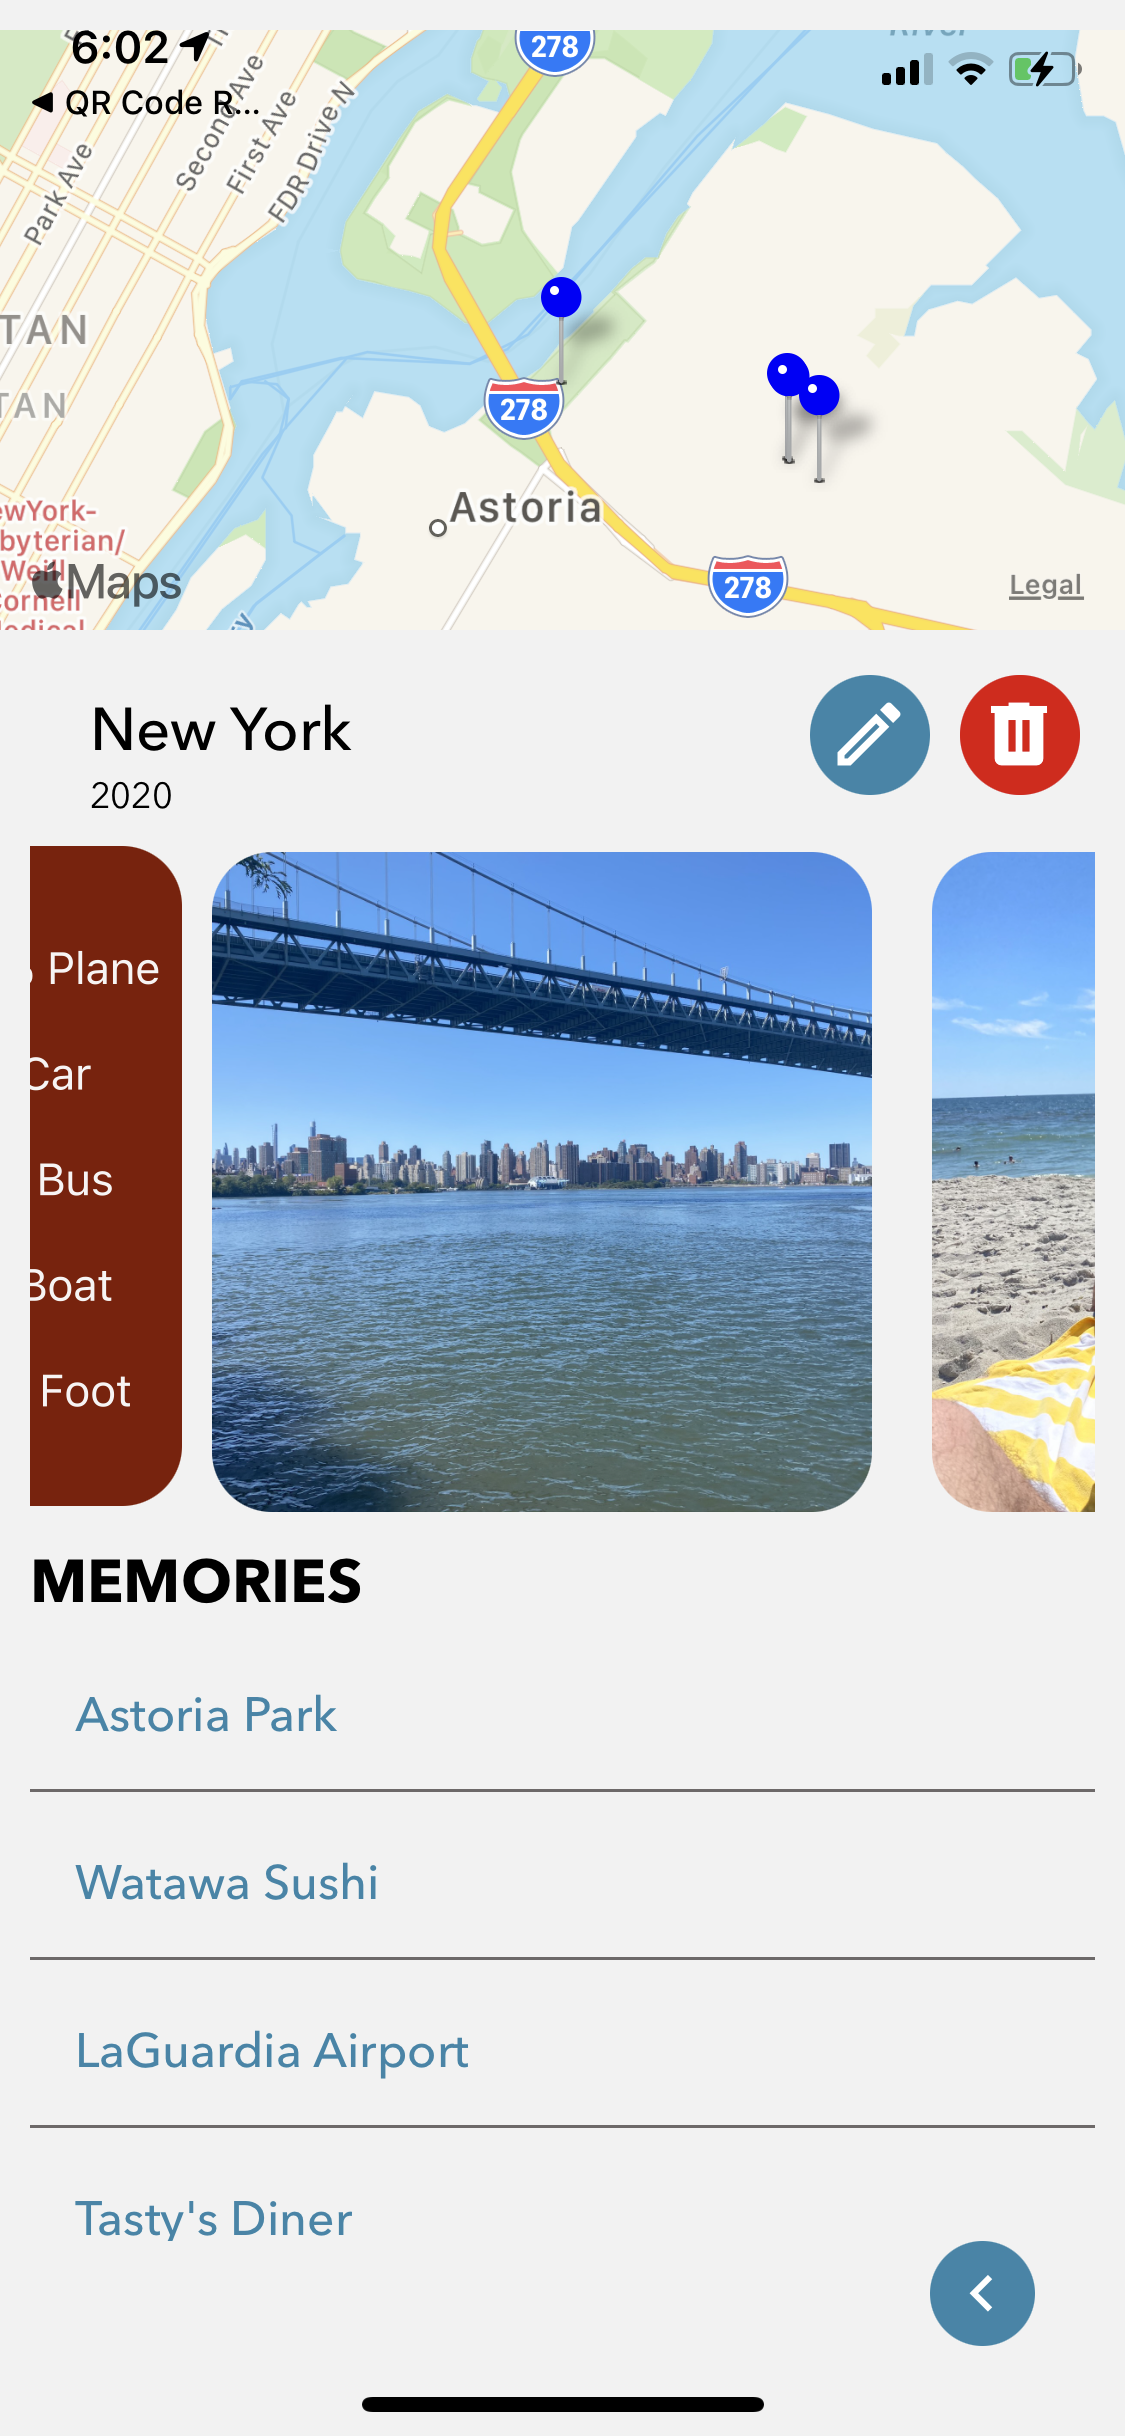 6:02
QR Code R...
278
Second Ave
First Ave
FDR Drive N
Park Ave
TAN
TAN
278
Astoria
ewYork-
byterian/
Weill
Cornell
Medical
Maps
278
Legal
New York
2020
Plane
Car
Bus
Boat
Foot
MEMORIES
Astoria Park
Watawa Sushi
LaGuardia Airport
Tasty's Diner